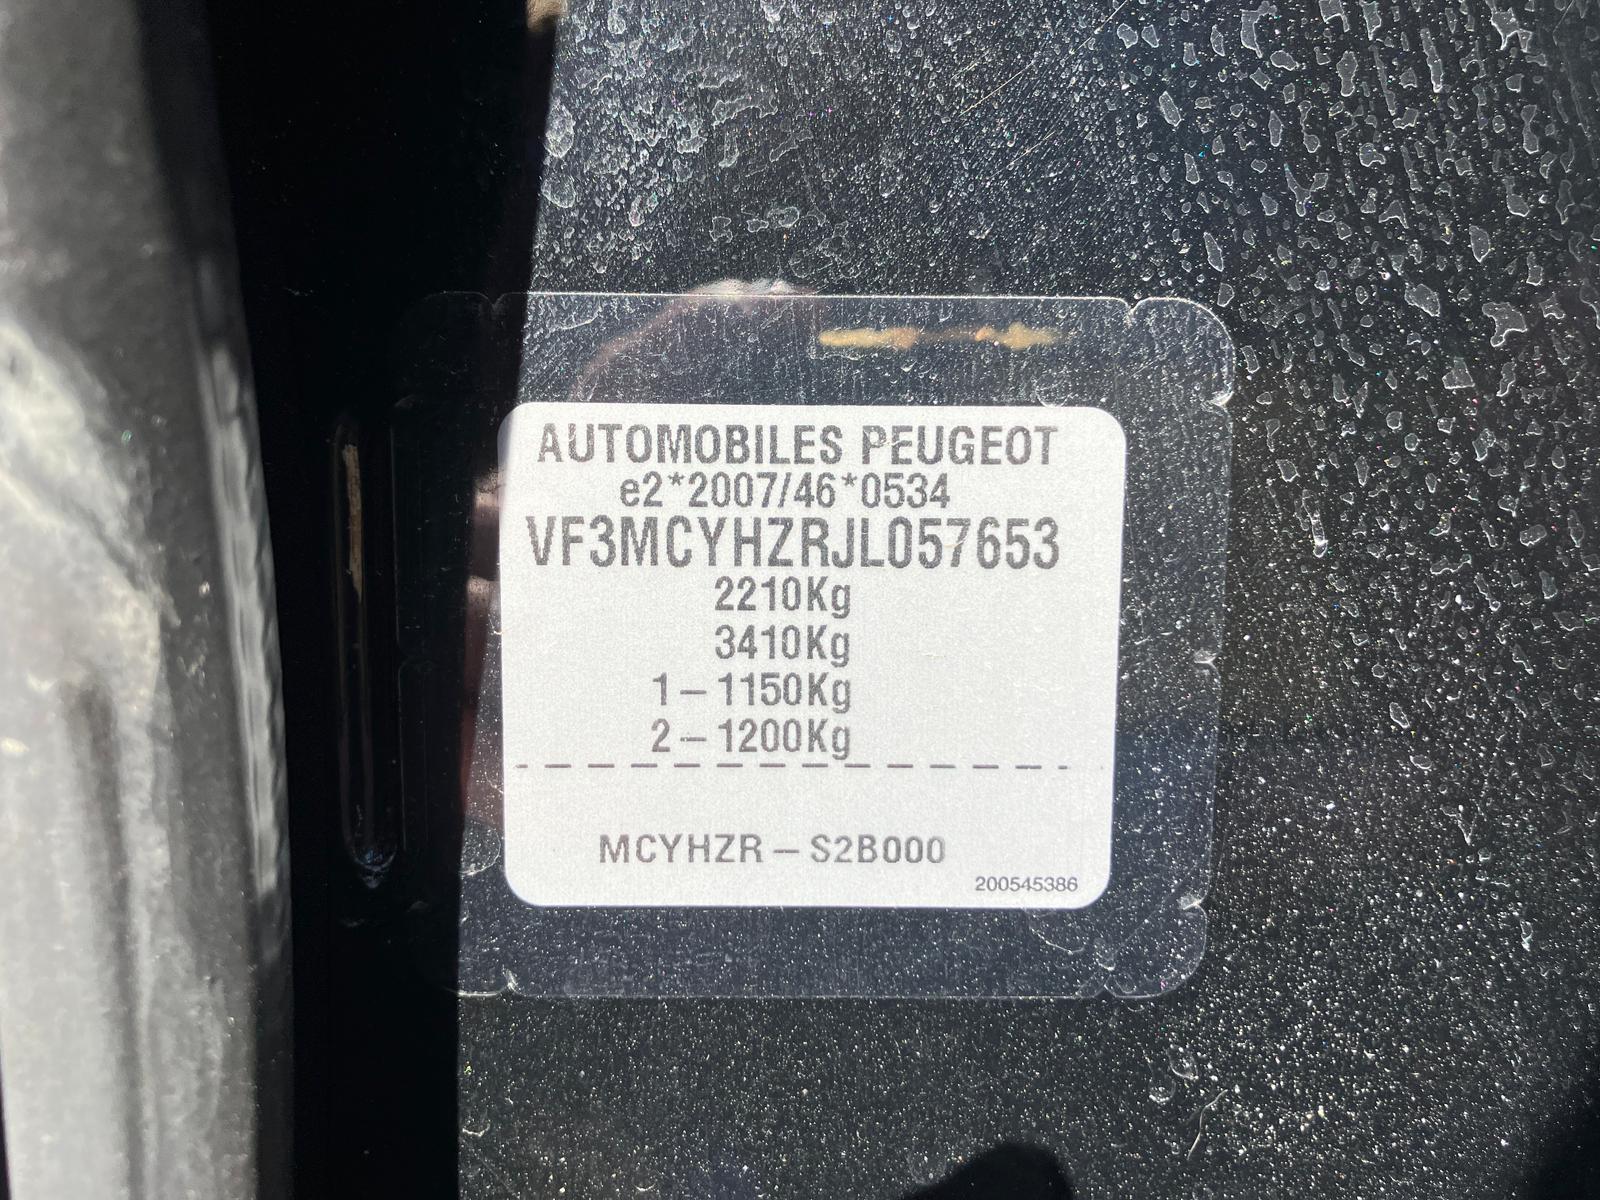 AUTOMOBILES PEUGEOT
e2*2007/46*0534
VF3MCYHZRJL057653
2210Kg
3410Kg
1 – 1150Kg
2 – 1200Kg
MCYHZR – S2B000
200545386